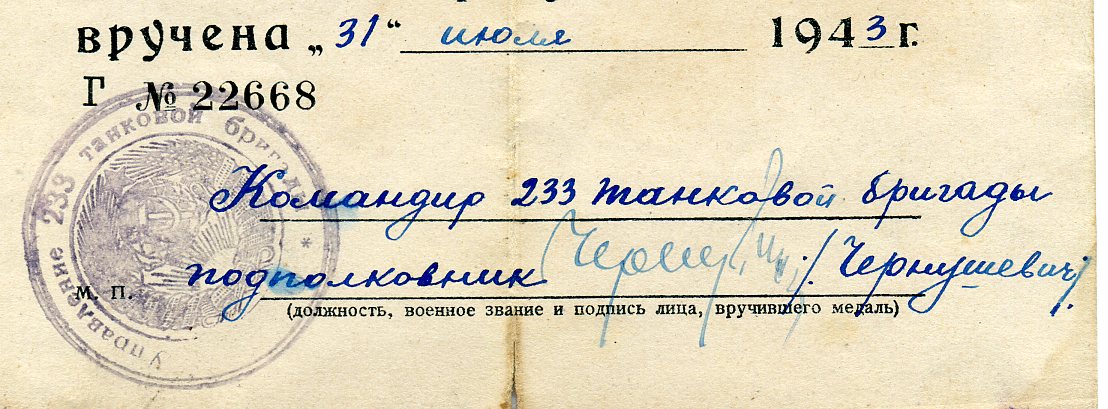 вручена „31“ июля 1943 г.
Г № 22668
Управление 233 танковой бригады *
Командир 233 танковой бригады
подполковник /Чернушевич/
М. П.
(должность, военное звание и подпись лица, вручившего медаль)